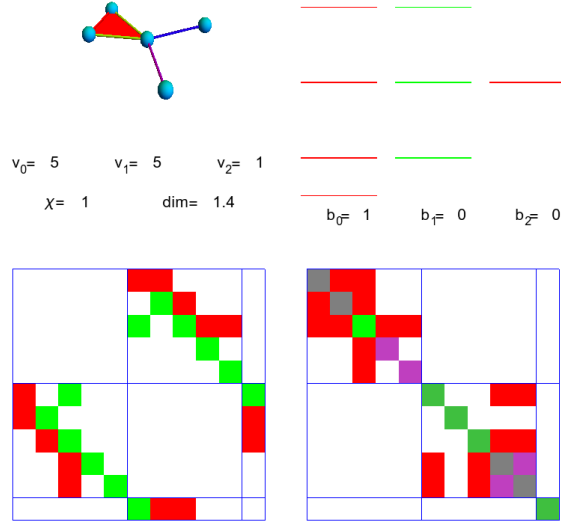 v₀= 5 v₁= 5 v₂= 1
χ= 1 dim= 1.4
b₀= 1 b₁= 0 b₂= 0